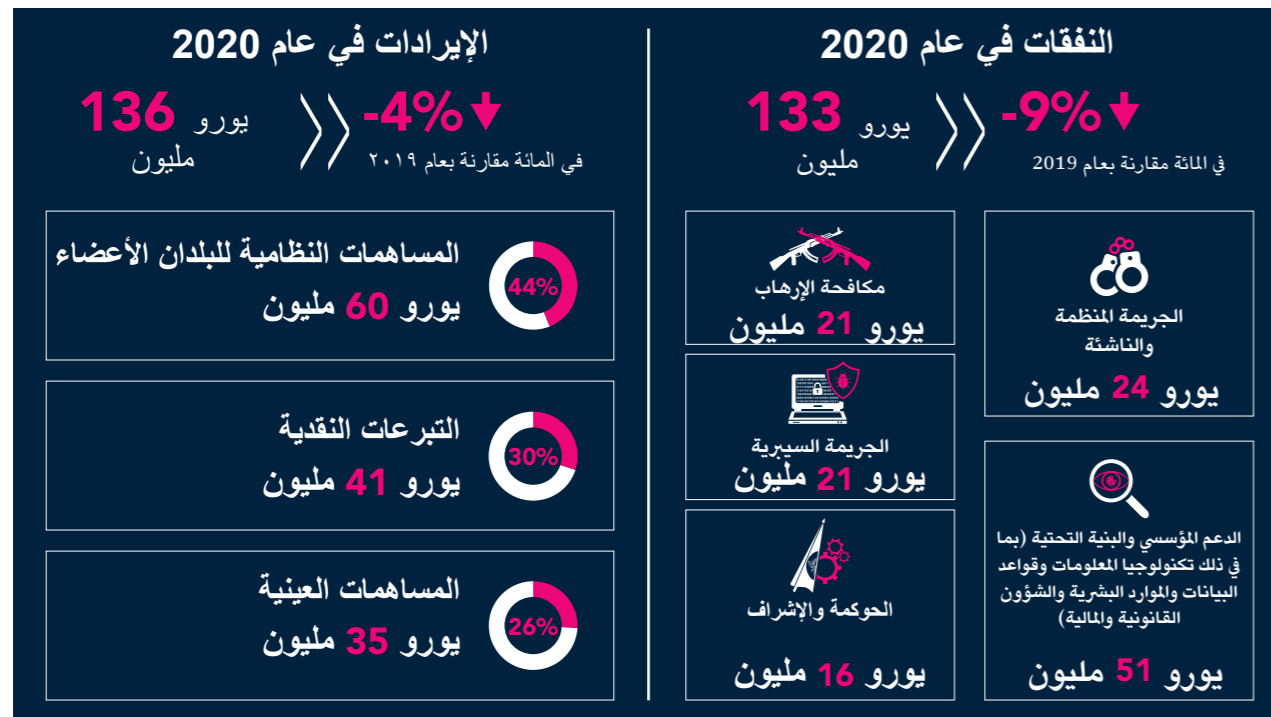 النفقات في عام 2020
133 يورو
مليون
-9%
في المائة مقارنة بعام 2019
الجريمة المنظمة
والناشئة
يورو 24 مليون
الدعم المؤسسي والبنية التحتية (بما
في ذلك تكنولوجيا المعلومات وقواعد
البيانات والموارد البشرية والشؤون
القانونية والمالية)
يورو 51 مليون
مكافحة الإرهاب
يورو 21 مليون
الجريمة السيبرية
يورو 21 مليون
الحوكمة والإشراف
يورو 16 مليون
الإيرادات في عام 2020
136 يورو
مليون
-4%
في المائة مقارنة بعام ٢٠١٩
44%
المساهمات النظامية للبلدان الأعضاء
يورو 60 مليون
30%
التبرعات النقدية
يورو 41 مليون
26%
المساهمات العينية
يورو 35 مليون